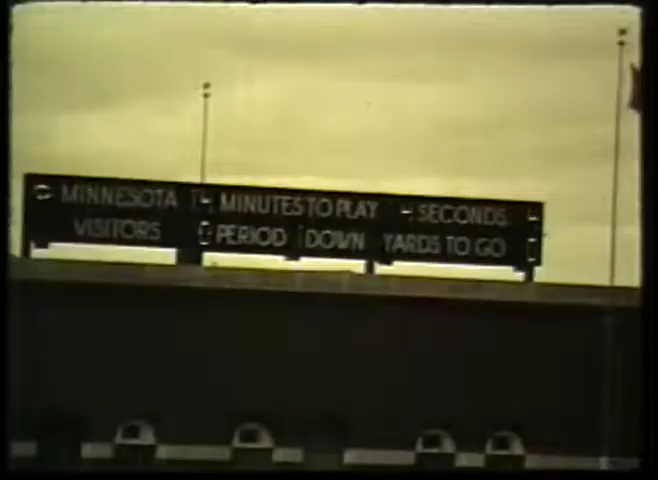 MINNESOTA MINUTES TO PLAY SECONDS
VISITORS PERIOD DOWN YARDS TO GO